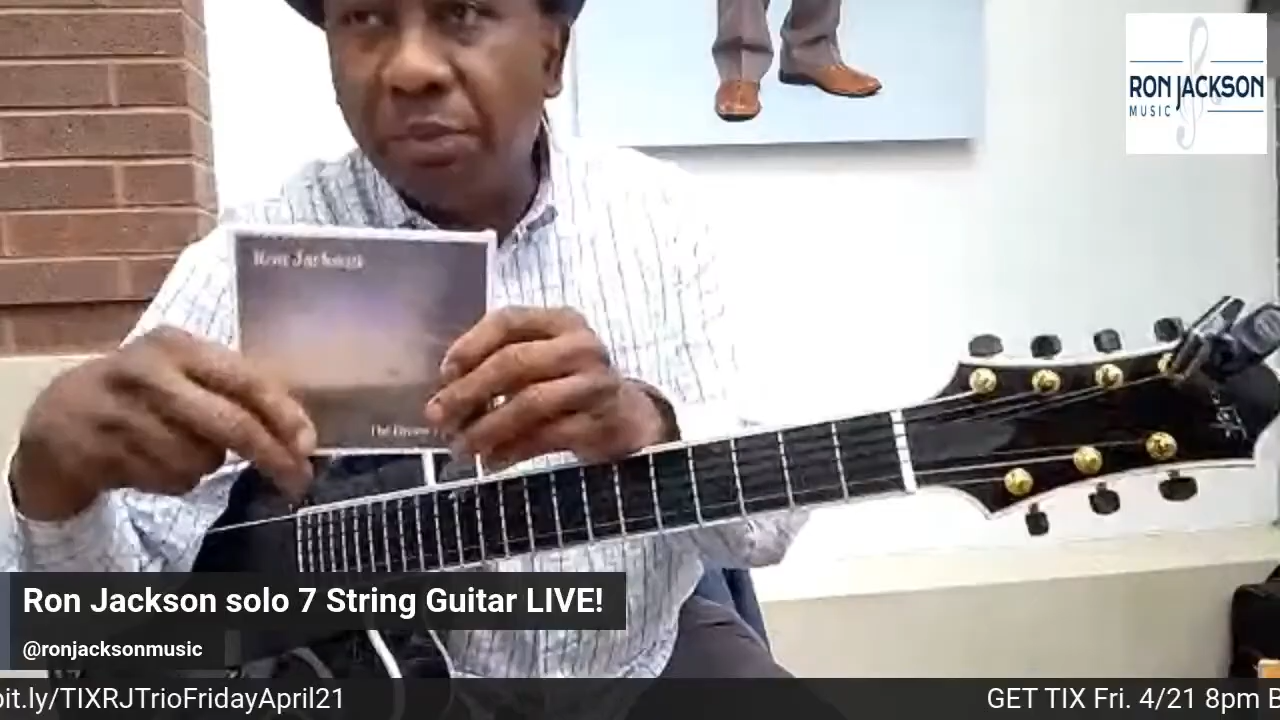 RON JACKSON
MUSIC
Ron Jackson
Ron Jackson solo 7 String Guitar LIVE!
@ronjacksonmusic
bit.ly/TIXRJTrioFridayApril21
GET TIX Fri. 4/21 8pm B